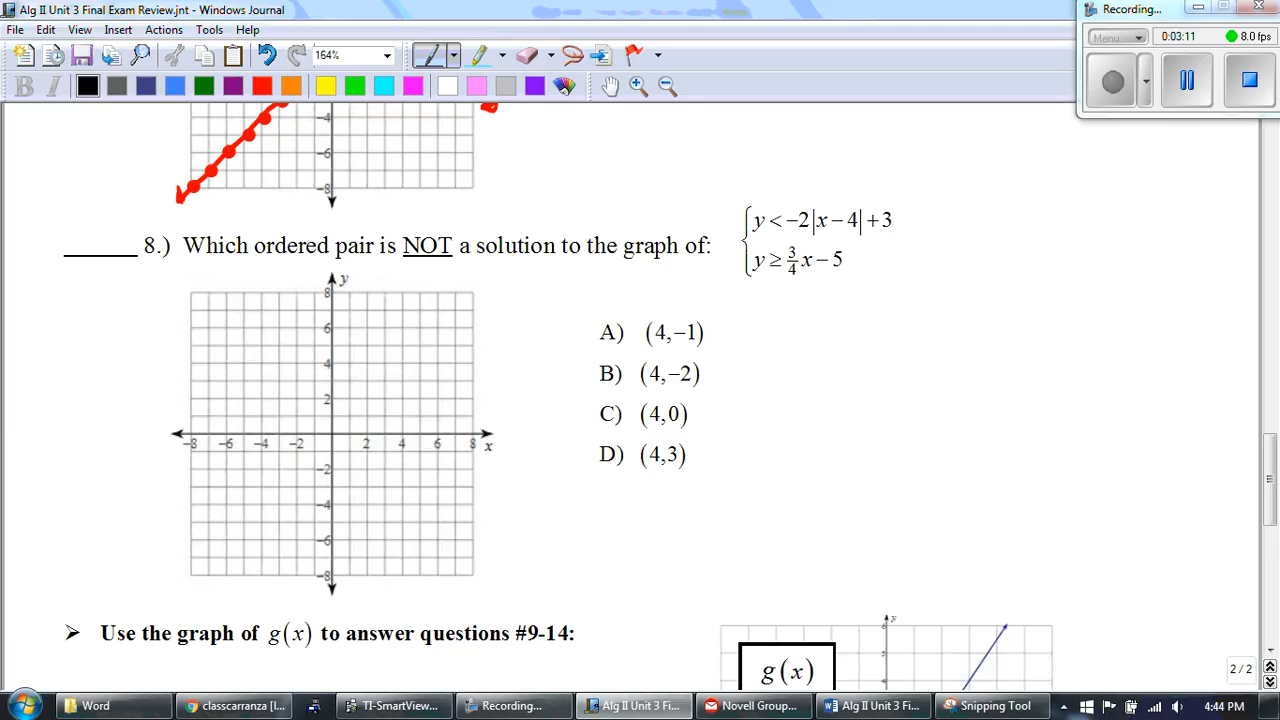 Alg II Unit 3 Final Exam Review.jnt - Windows Journal
Recording...
File Edit View Insert Actions Tools Help
Menu 00:03:11 8.0 fps
164%
B I
-4
-6
-8
______ 8.) Which ordered pair is NOT a solution to the graph of: { y < -2|x - 4| + 3
y ≥ 3/4 x - 5
y
8
6
4
2
-8 -6 -4 -2 2 4 6 8 x
-2
-4
-6
-8
A) (4,-1)
B) (4,-2)
C) (4,0)
D) (4,3)
➢ Use the graph of g(x) to answer questions #9-14:
y
g(x)
2 / 2
Word classcarranza [I... TI-SmartView... Recording... Alg II Unit 3 Fi... Novell Group... Alg II Unit 3 Fi... Snipping Tool 4:44 PM